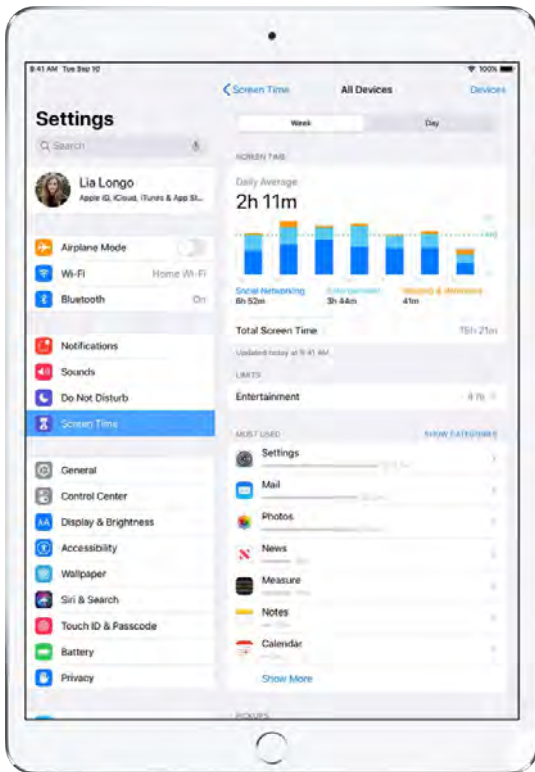 9:41 AM Tue Sep 10
100%
Settings
Search
Lia Longo
Apple ID, iCloud, iTunes & App St...
Airplane Mode
Wi-Fi Home Wi-Fi
Bluetooth On
Notifications
Sounds
Do Not Disturb
Screen Time
General
Control Center
Display & Brightness
Accessibility
Wallpaper
Siri & Search
Touch ID & Passcode
Battery
Privacy
Screen Time All Devices Devices
Week Day
SCREEN TIME
Daily Average
2h 11m
Social Networking Entertainment Reading & Reference
6h 52m 3h 44m 41m
Total Screen Time 15h 21m
Updated today at 9:41 AM
LIMITS
Entertainment
MOST USED SHOW CATEGORIES
Settings
Mail
Photos
News
Measure
Notes
Calendar
Show More
PICKUPS